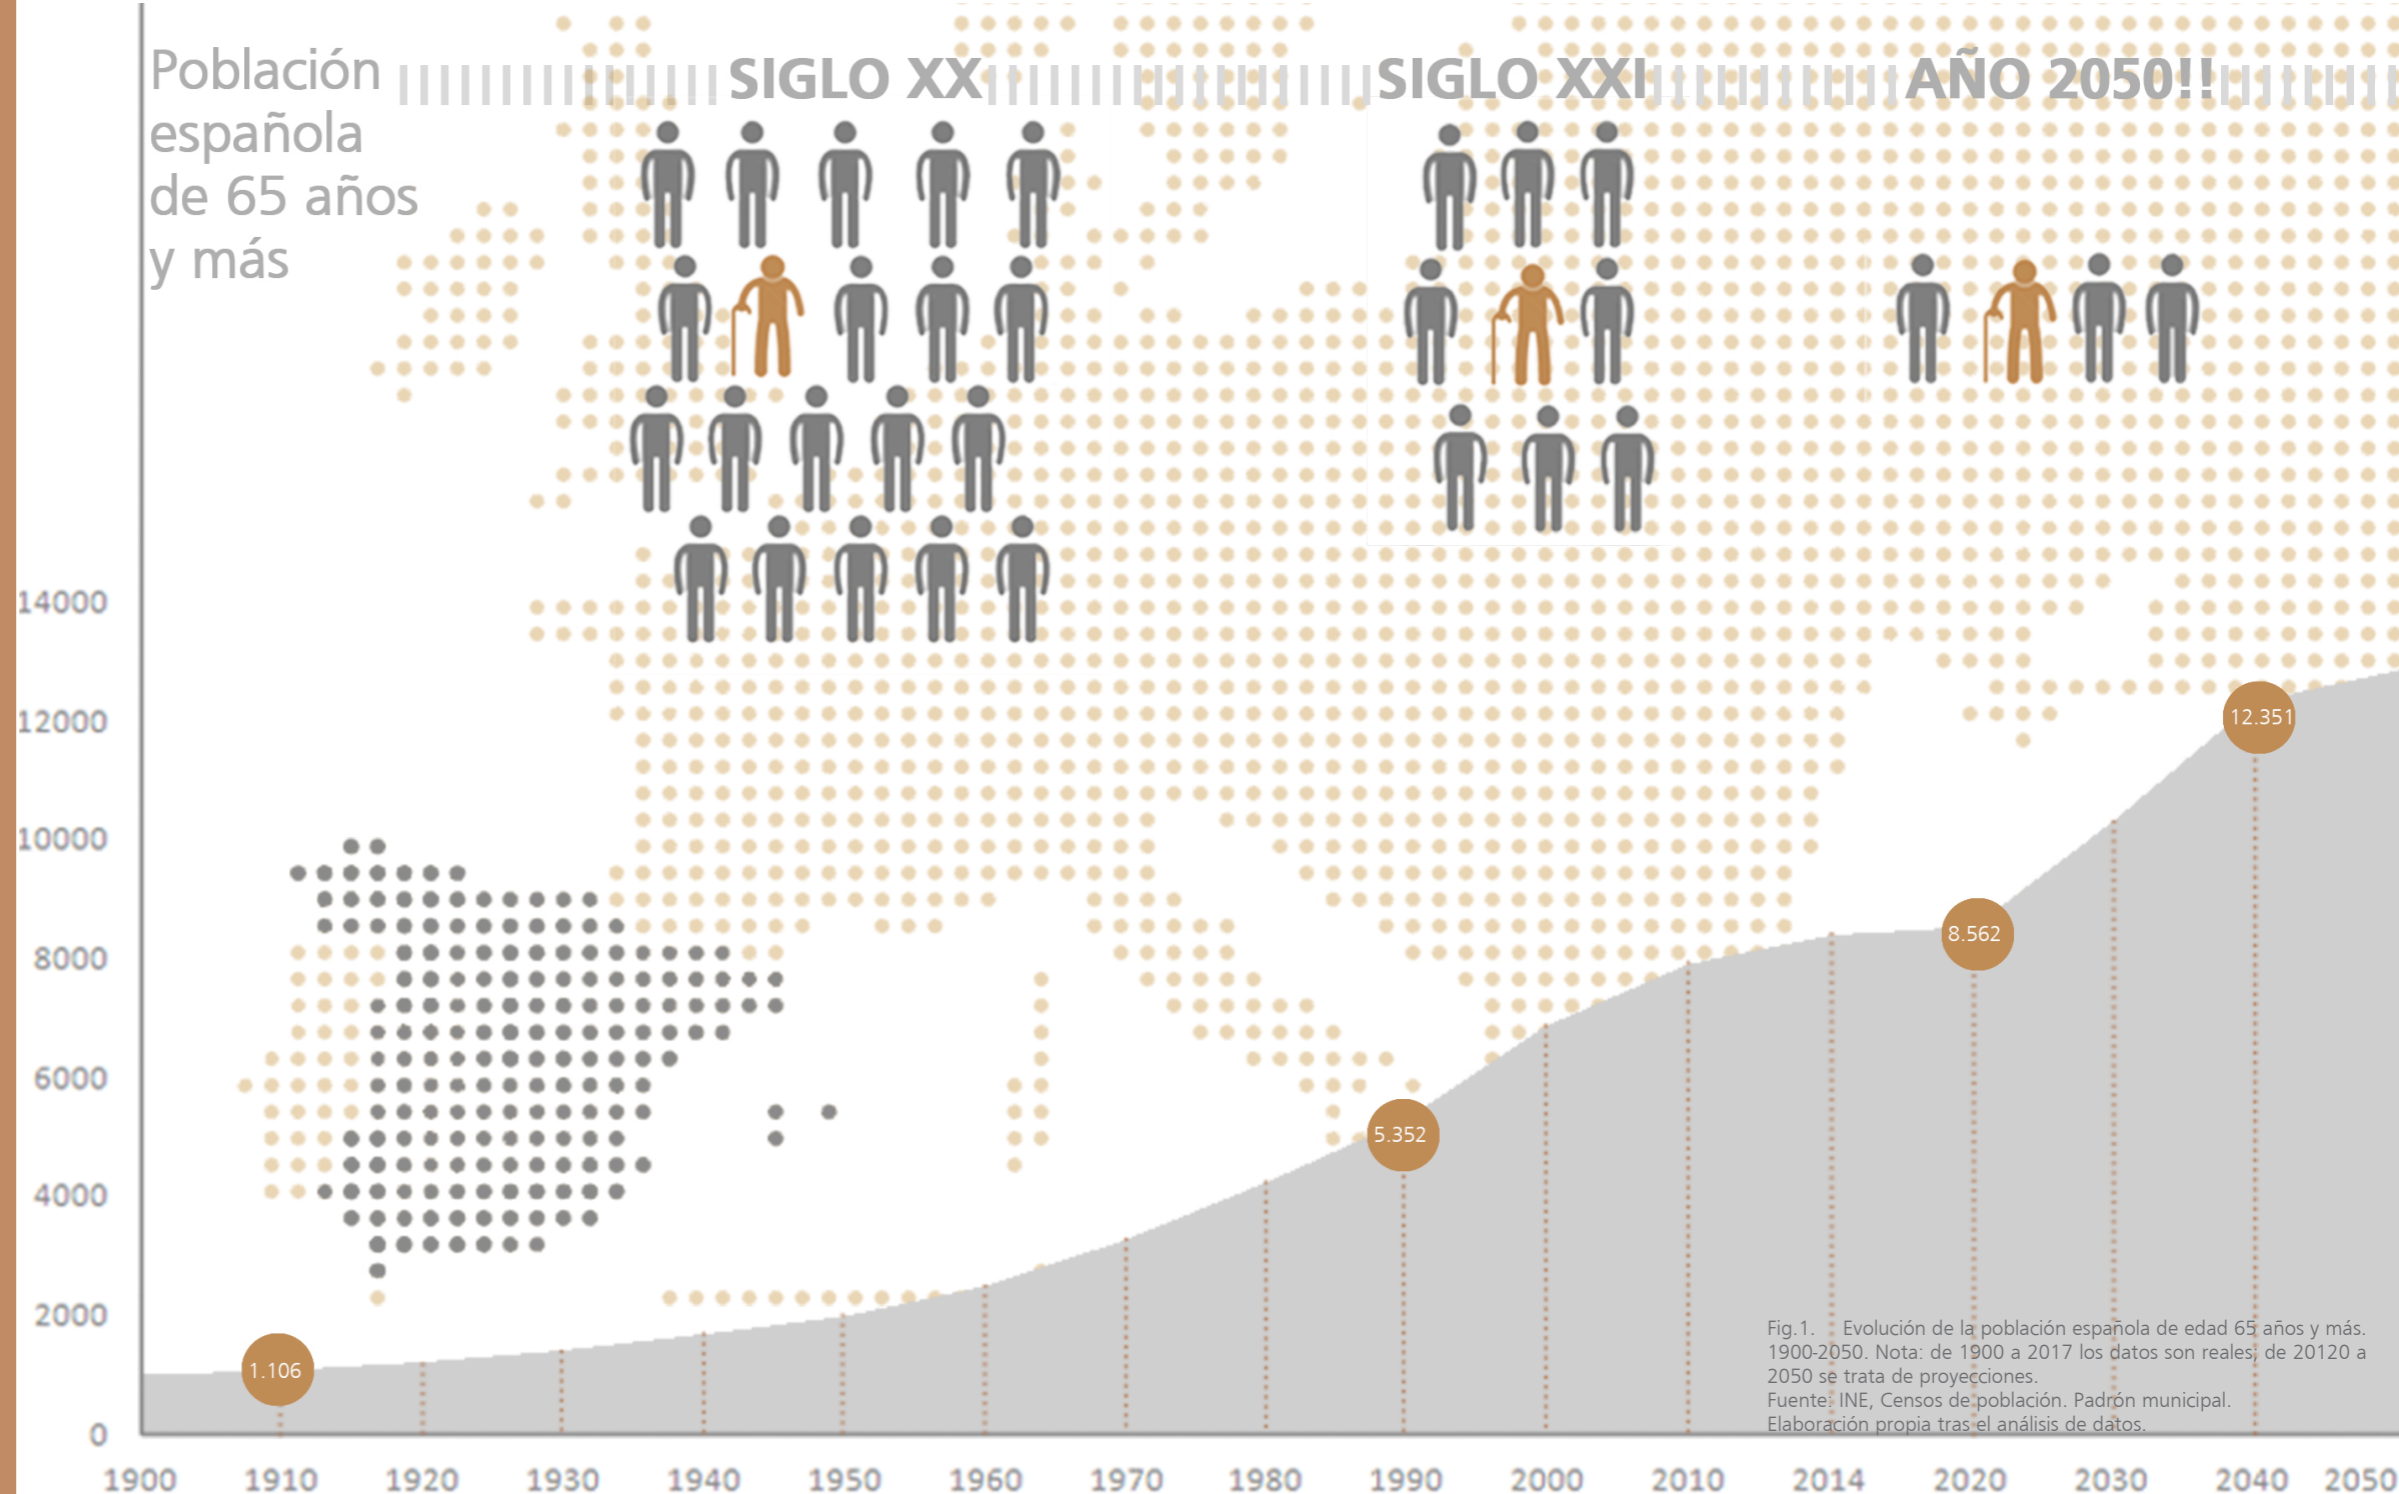 Población
española
de 65 años
y más
SIGLO XX
SIGLO XXI
AÑO 2050!!
14000
12000
10000
8000
6000
4000
2000
0
1.106
5.352
8.562
12.351
Fig.1. Evolución de la población española de edad 65 años y más.
1900-2050. Nota: de 1900 a 2017 los datos son reales, de 20120 a
2050 se trata de proyecciones.
Fuente: INE, Censos de población. Padrón municipal.
Elaboración propia tras el análisis de datos.
1900 1910 1920 1930 1940 1950 1960 1970 1980 1990 2000 2010 2014 2020 2030 2040 2050